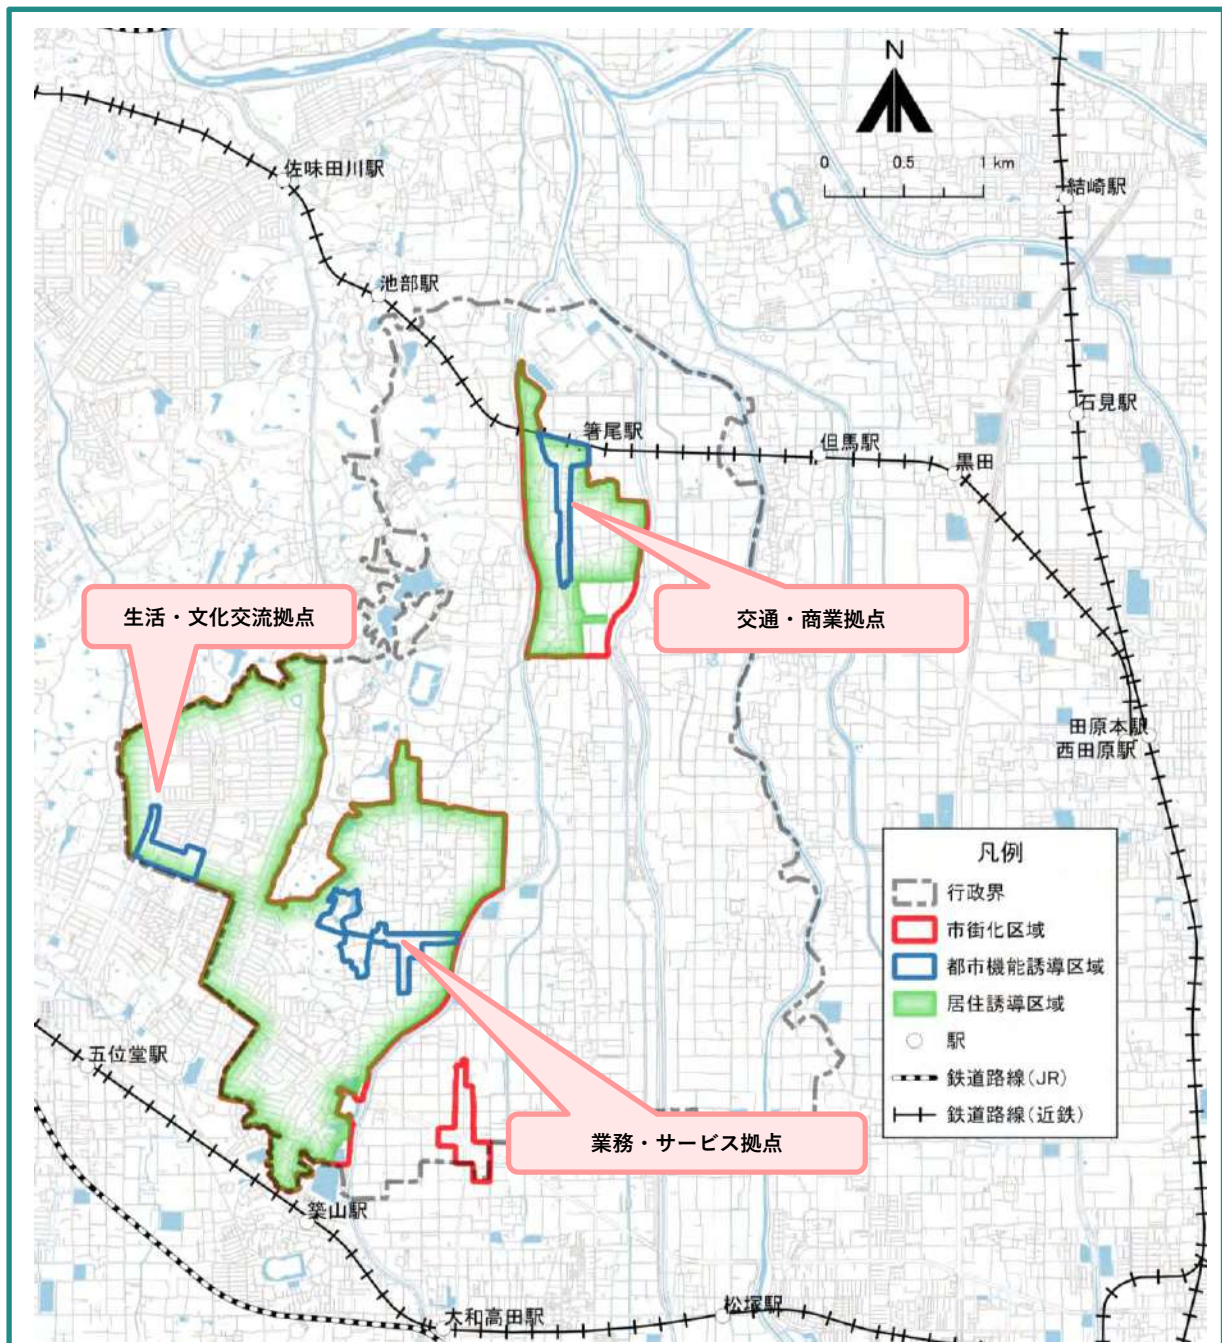 N
0 0.5 1 km
佐味田川駅
結崎駅
池部駅
石見駅
箸尾駅
但馬駅
黒田
生活・文化交流拠点
交通・商業拠点
田原本駅
西田原駅
凡例
行政界
市街化区域
都市機能誘導区域
居住誘導区域
駅
鉄道路線(JR)
鉄道路線(近鉄)
五位堂駅
業務・サービス拠点
築山駅
大和高田駅
松塚駅